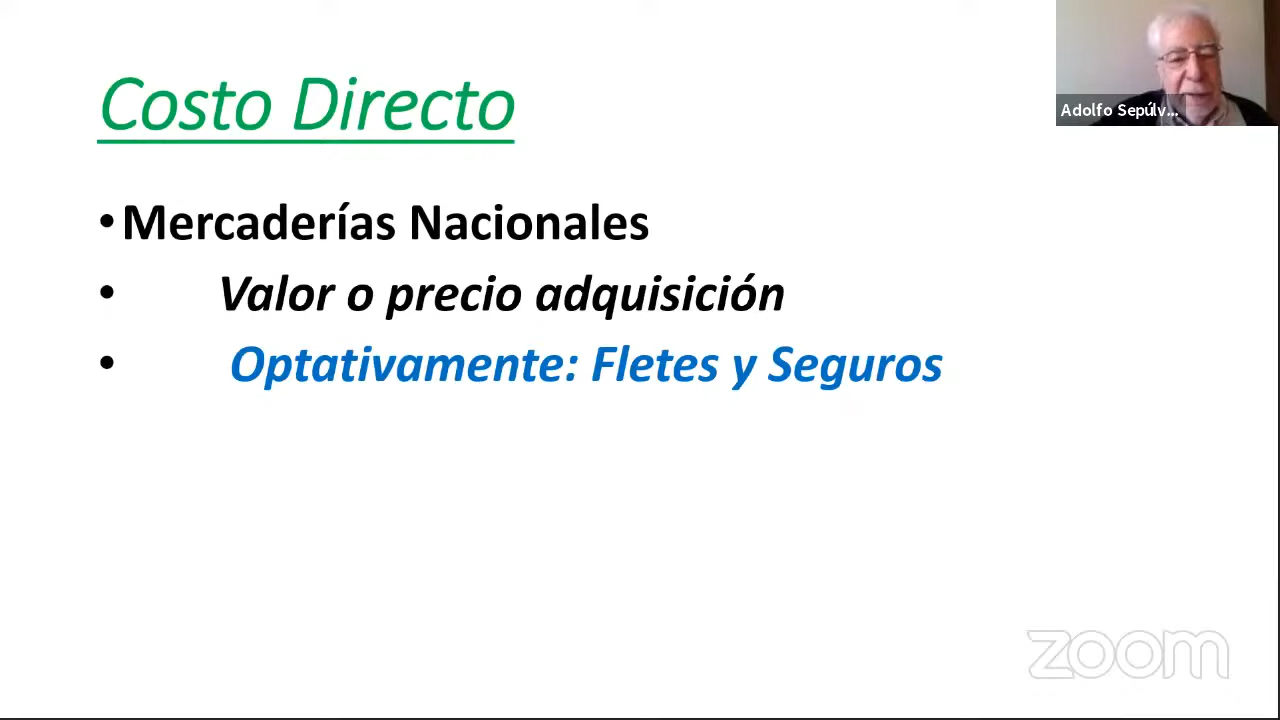 Costo Directo
Adolfo Sepúlv...
• Mercaderías Nacionales
• Valor o precio adquisición
• Optativamente: Fletes y Seguros
zoom